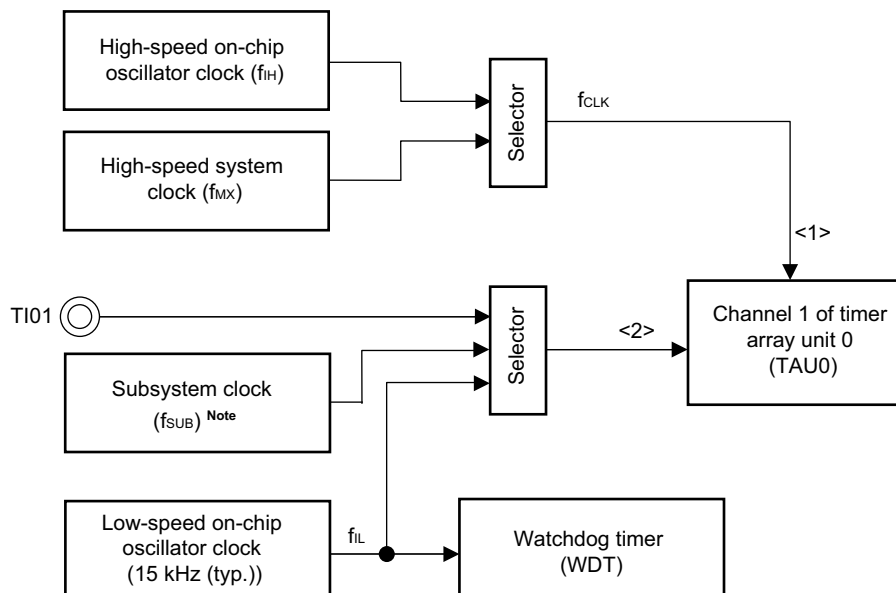 High-speed on-chip
oscillator clock (fIH)
Selector
fCLK
High-speed system
clock (fMX)
<1>
TI01
Selector
<2>
Channel 1 of timer
array unit 0
(TAU0)
Subsystem clock
(fSUB) Note
Low-speed on-chip
oscillator clock
(15 kHz (typ.))
fIL
Watchdog timer
(WDT)